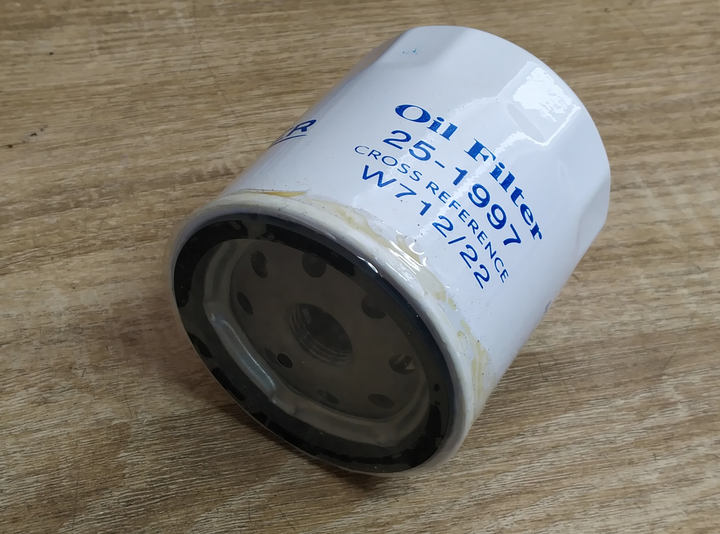 Oil Filter
25-1997
CROSS REFERENCE
W712/22